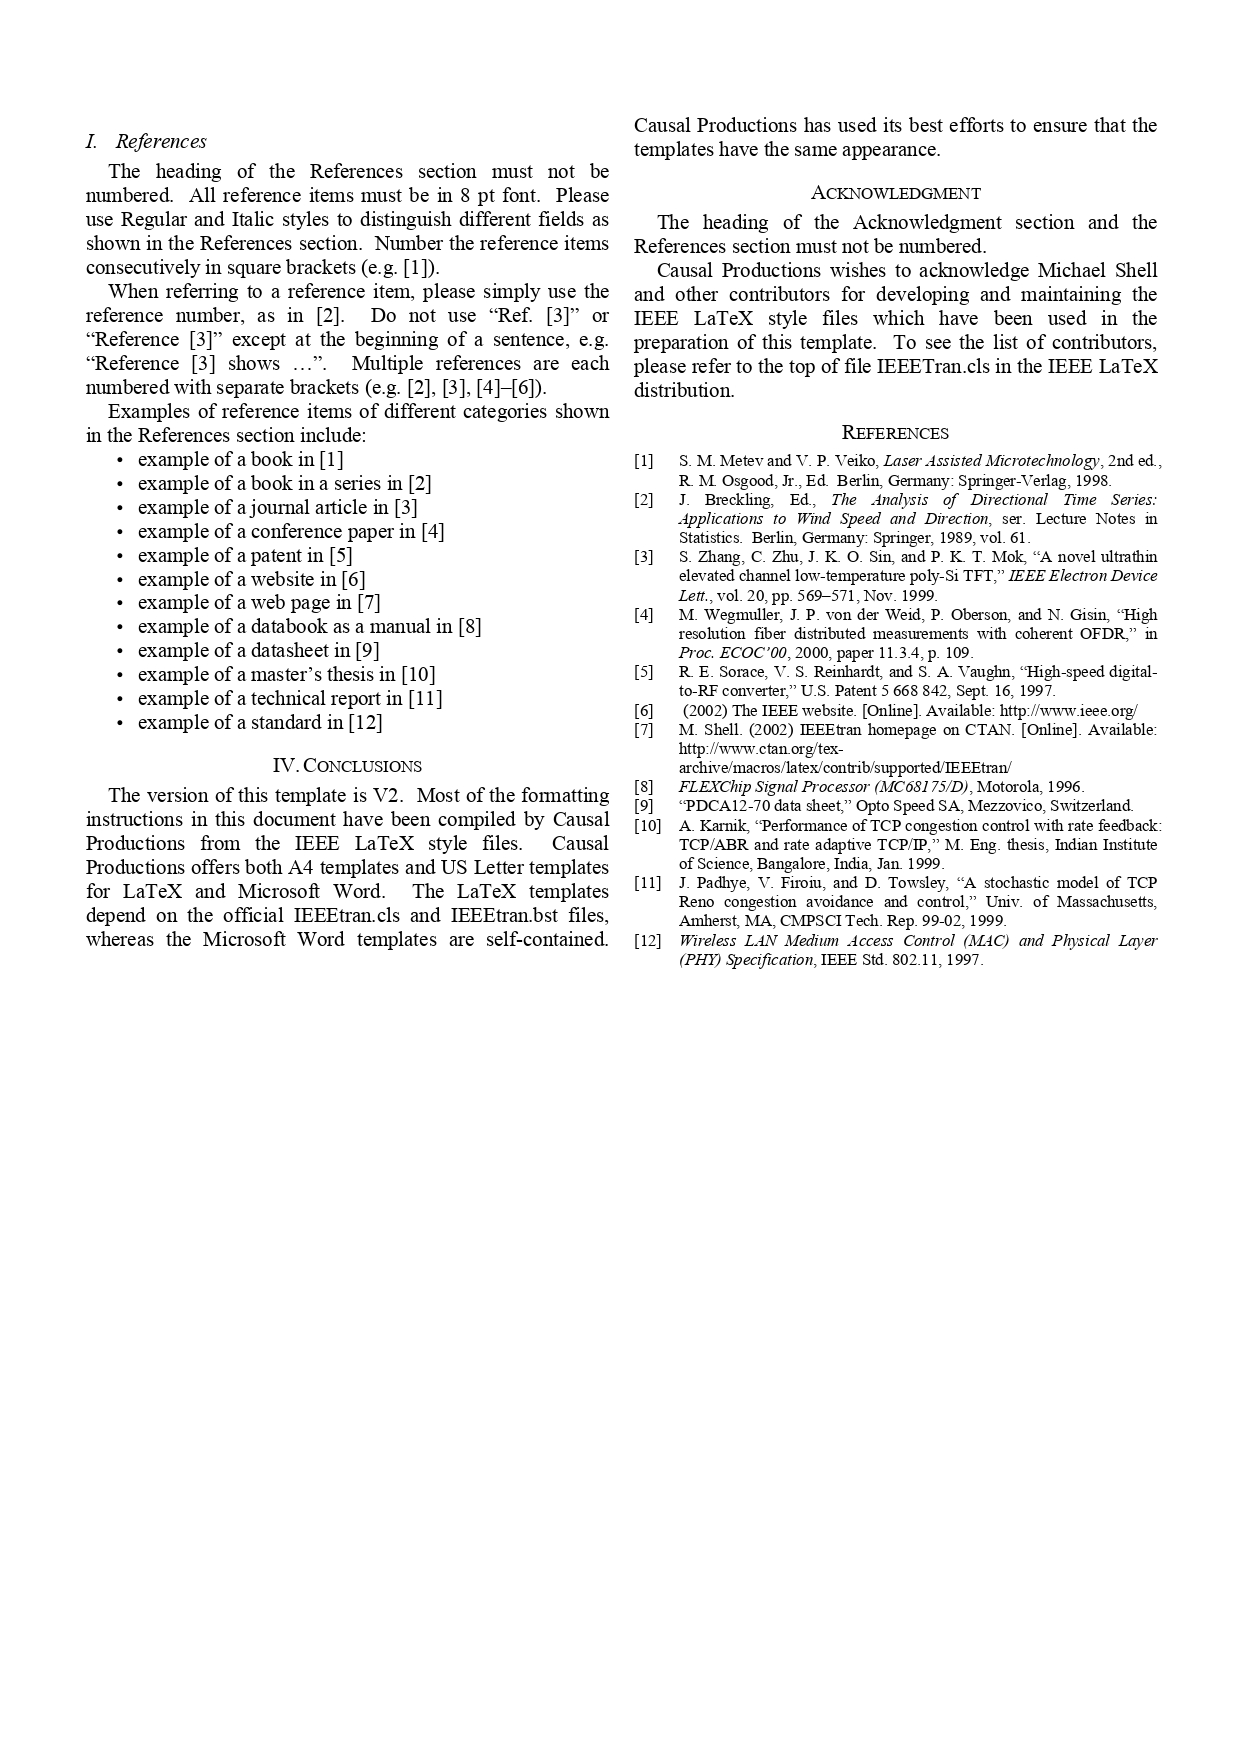 I. References
The heading of the References section must not be
numbered. All reference items must be in 8 pt font. Please
use Regular and Italic styles to distinguish different fields as
shown in the References section. Number the reference items
consecutively in square brackets (e.g. [1]).
When referring to a reference item, please simply use the
reference number, as in [2]. Do not use “Ref. [3]” or
“Reference [3]” except at the beginning of a sentence, e.g.
“Reference [3] shows …”. Multiple references are each
numbered with separate brackets (e.g. [2], [3], [4]–[6]).
Examples of reference items of different categories shown
in the References section include:
• example of a book in [1]
• example of a book in a series in [2]
• example of a journal article in [3]
• example of a conference paper in [4]
• example of a patent in [5]
• example of a website in [6]
• example of a web page in [7]
• example of a databook as a manual in [8]
• example of a datasheet in [9]
• example of a master’s thesis in [10]
• example of a technical report in [11]
• example of a standard in [12]
IV. CONCLUSIONS
The version of this template is V2. Most of the formatting
instructions in this document have been compiled by Causal
Productions from the IEEE LaTeX style files. Causal
Productions offers both A4 templates and US Letter templates
for LaTeX and Microsoft Word. The LaTeX templates
depend on the official IEEEtran.cls and IEEEtran.bst files,
whereas the Microsoft Word templates are self-contained.
Causal Productions has used its best efforts to ensure that the
templates have the same appearance.
ACKNOWLEDGMENT
The heading of the Acknowledgment section and the
References section must not be numbered.
Causal Productions wishes to acknowledge Michael Shell
and other contributors for developing and maintaining the
IEEE LaTeX style files which have been used in the
preparation of this template. To see the list of contributors,
please refer to the top of file IEEETran.cls in the IEEE LaTeX
distribution.
REFERENCES
[1] S. M. Metev and V. P. Veiko, Laser Assisted Microtechnology, 2nd ed.,
R. M. Osgood, Jr., Ed. Berlin, Germany: Springer-Verlag, 1998.
[2] J. Breckling, Ed., The Analysis of Directional Time Series:
Applications to Wind Speed and Direction, ser. Lecture Notes in
Statistics. Berlin, Germany: Springer, 1989, vol. 61.
[3] S. Zhang, C. Zhu, J. K. O. Sin, and P. K. T. Mok, “A novel ultrathin
elevated channel low-temperature poly-Si TFT,” IEEE Electron Device
Lett., vol. 20, pp. 569–571, Nov. 1999.
[4] M. Wegmuller, J. P. von der Weid, P. Oberson, and N. Gisin, “High
resolution fiber distributed measurements with coherent OFDR,” in
Proc. ECOC’00, 2000, paper 11.3.4, p. 109.
[5] R. E. Sorace, V. S. Reinhardt, and S. A. Vaughn, “High-speed digital-
to-RF converter,” U.S. Patent 5 668 842, Sept. 16, 1997.
[6] (2002) The IEEE website. [Online]. Available: http://www.ieee.org/
[7] M. Shell. (2002) IEEEtran homepage on CTAN. [Online]. Available:
http://www.ctan.org/tex-
archive/macros/latex/contrib/supported/IEEEtran/
[8] FLEXChip Signal Processor (MC68175/D), Motorola, 1996.
[9] “PDCA12-70 data sheet,” Opto Speed SA, Mezzovico, Switzerland.
[10] A. Karnik, “Performance of TCP congestion control with rate feedback:
TCP/ABR and rate adaptive TCP/IP,” M. Eng. thesis, Indian Institute
of Science, Bangalore, India, Jan. 1999.
[11] J. Padhye, V. Firoiu, and D. Towsley, “A stochastic model of TCP
Reno congestion avoidance and control,” Univ. of Massachusetts,
Amherst, MA, CMPSCI Tech. Rep. 99-02, 1999.
[12] Wireless LAN Medium Access Control (MAC) and Physical Layer
(PHY) Specification, IEEE Std. 802.11, 1997.